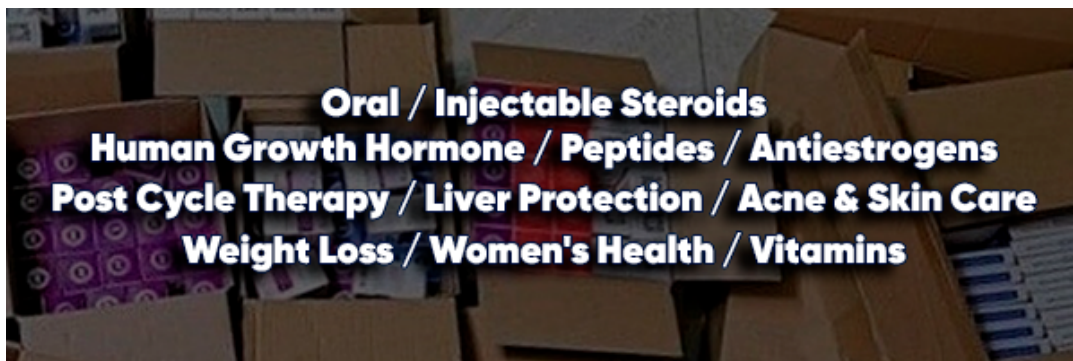 Oral / Injectable Steroids
Human Growth Hormone / Peptides / Antiestrogens
Post Cycle Therapy / Liver Protection / Acne & Skin Care
Weight Loss / Women's Health / Vitamins